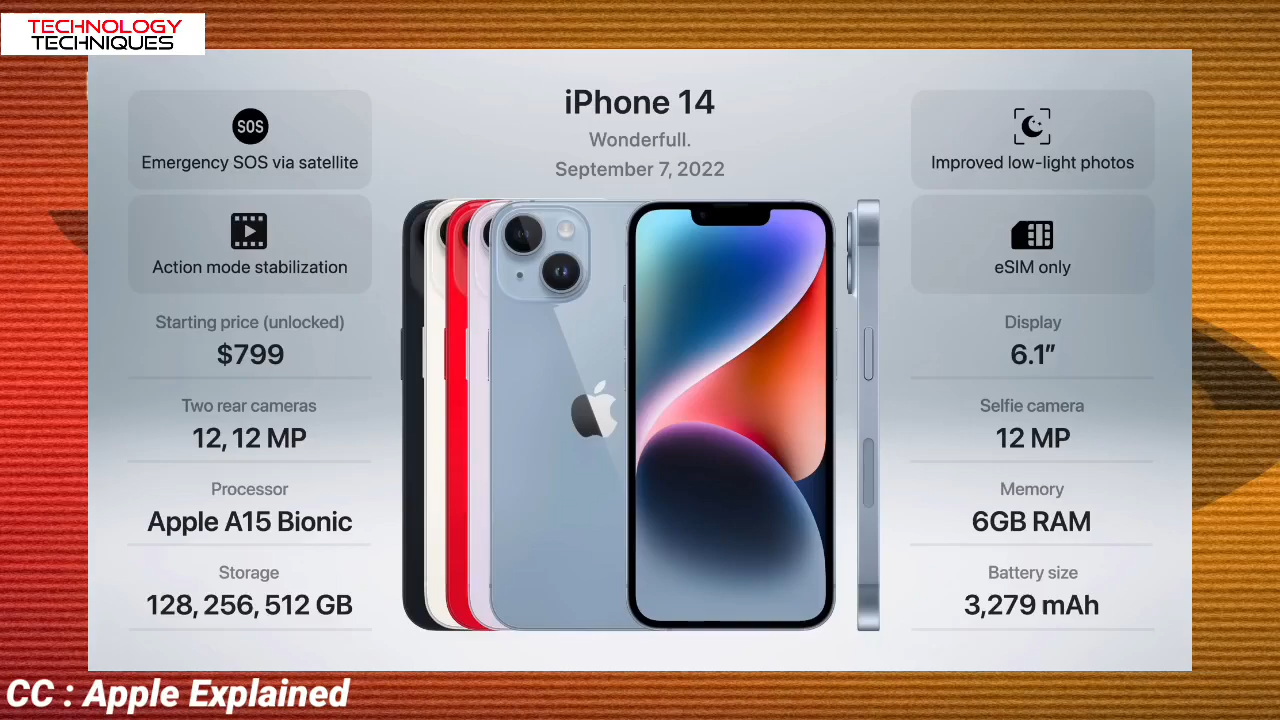 TECHNOLOGY
TECHNIQUES
iPhone 14
Wonderfull.
September 7, 2022
SOS
Emergency SOS via satellite
Action mode stabilization
Starting price (unlocked)
$799
Two rear cameras
12, 12 MP
Processor
Apple A15 Bionic
Storage
128, 256, 512 GB
Improved low-light photos
eSIM only
Display
6.1”
Selfie camera
12 MP
Memory
6GB RAM
Battery size
3,279 mAh
CC : Apple Explained